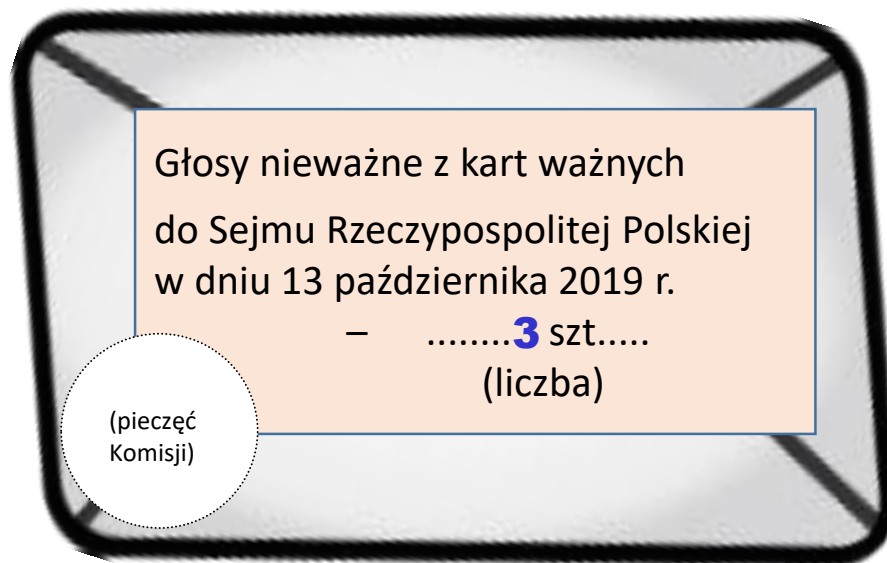 Głosy nieważne z kart ważnych
do Sejmu Rzeczypospolitej Polskiej
w dniu 13 października 2019 r.
– ........3 szt.....
(liczba)
(pieczęć
Komisji)